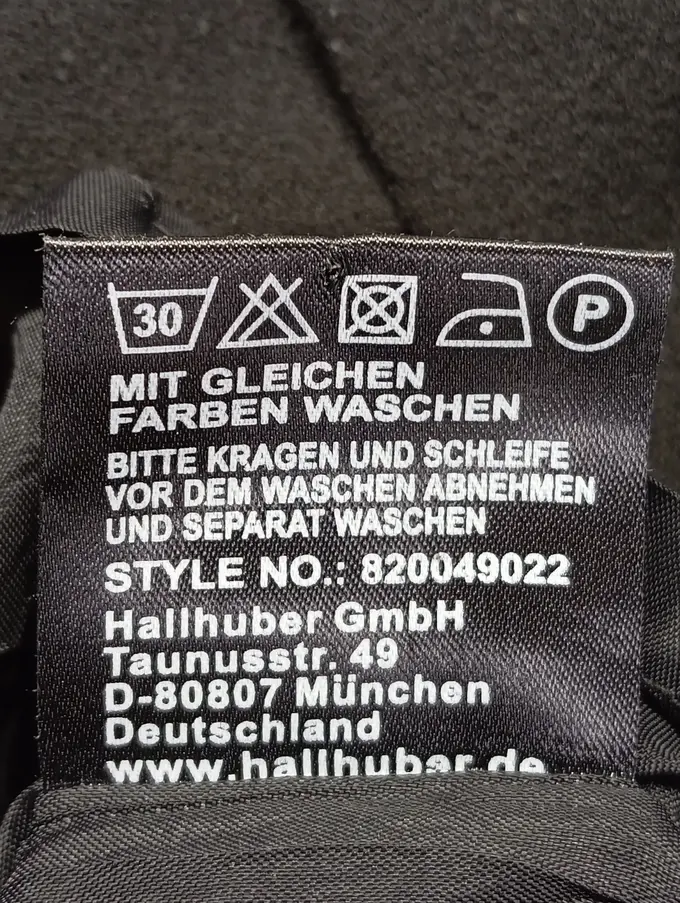 30 P
MIT GLEICHEN
FARBEN WASCHEN
BITTE KRAGEN UND SCHLEIFE
VOR DEM WASCHEN ABNEHMEN
UND SEPARAT WASCHEN
STYLE NO.: 820049022
Hallhuber GmbH
Taunusstr. 49
D-80807 München
Deutschland
www.hallhuber.de